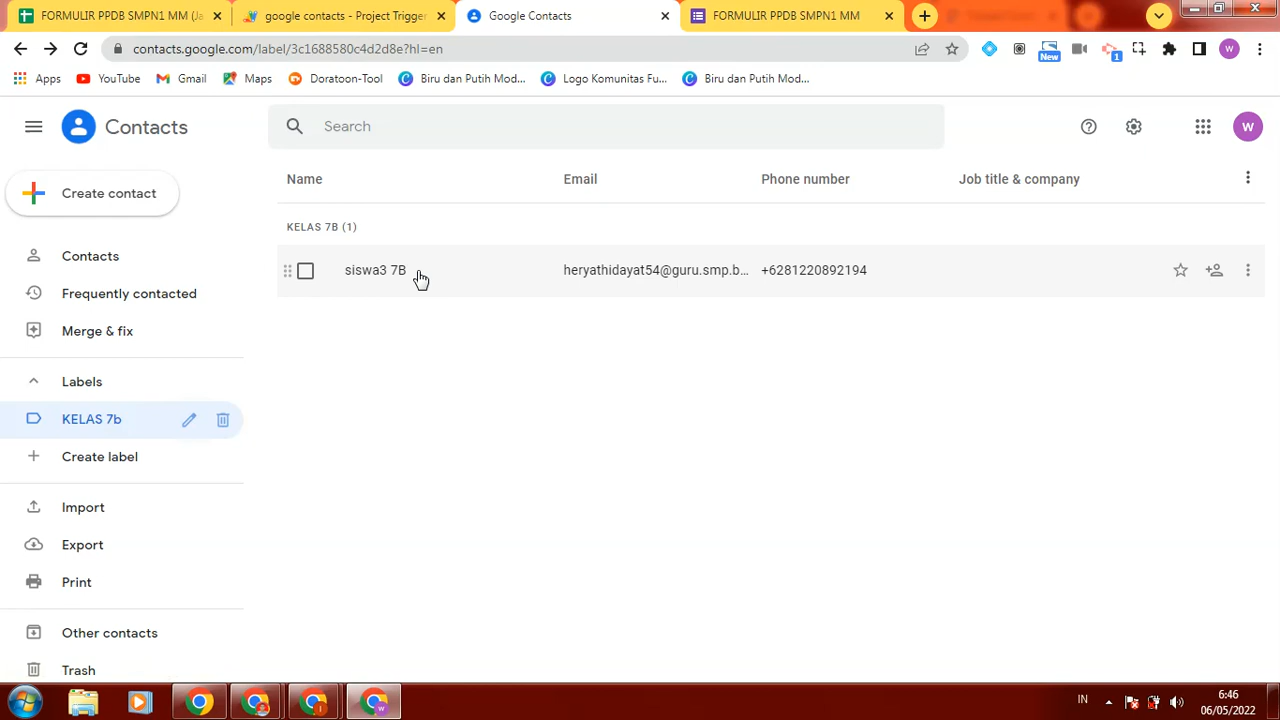 FORMULIR PPDB SMPN1 MM (Ja
google contacts - Project Trigger
Google Contacts
FORMULIR PPDB SMPN1 MM
contacts.google.com/label/3c1688580c4d2d8e?hl=en
New
1
w
Apps
YouTube
Gmail
Maps
Doratoon-Tool
Biru dan Putih Mod...
Logo Komunitas Fu...
Biru dan Putih Mod...
Contacts
Search
w
Create contact
Name
Email
Phone number
Job title & company
KELAS 7B (1)
Contacts
siswa3 7B
heryathidayat54@guru.smp.b...
+6281220892194
Frequently contacted
Merge & fix
Labels
KELAS 7b
Create label
Import
Export
Print
Other contacts
Trash
IN
6:46
06/05/2022